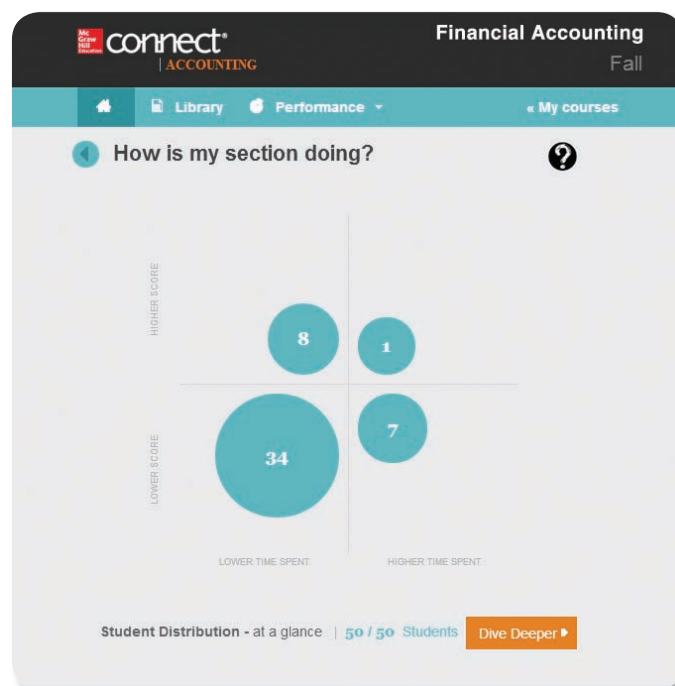 Mc
Graw
Hill
Education
connect®
| ACCOUNTING
Financial Accounting
Fall
Library
Performance
« My courses
How is my section doing?
?
HIGHER SCORE
8
1
LOWER SCORE
34
7
LOWER TIME SPENT
HIGHER TIME SPENT
Student Distribution - at a glance | 50 / 50 Students
Dive Deeper